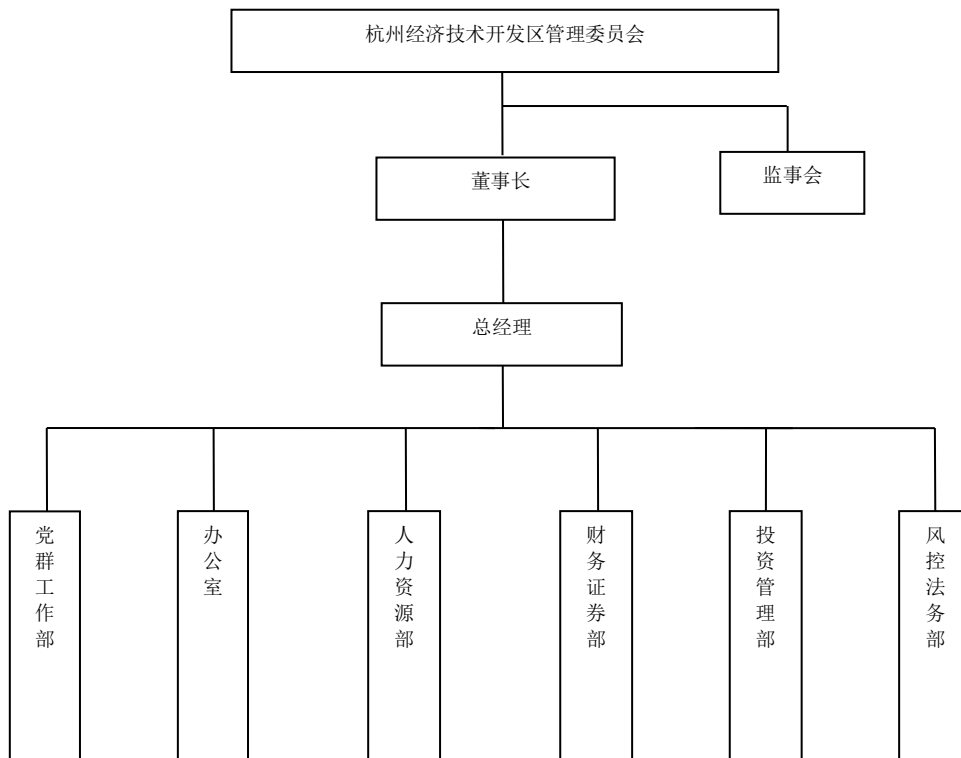 杭州经济技术开发区管理委员会
董事长
监事会
总经理
党群工作部
办公室
人力资源部
财务证券部
投资管理部
风控法务部